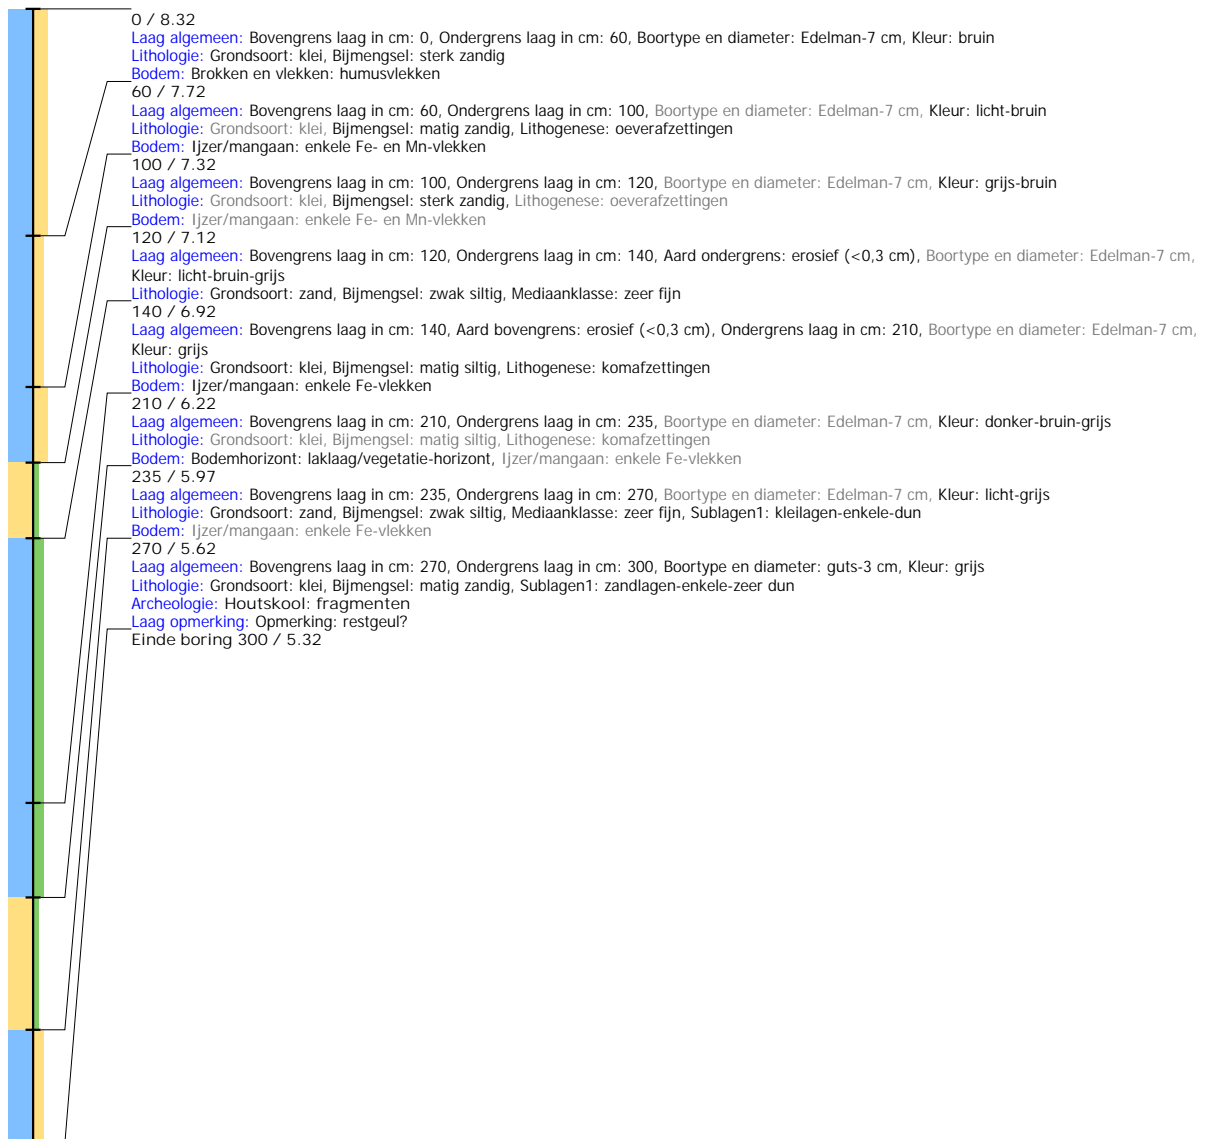 0 / 8.32
Laag algemeen: Bovengrens laag in cm: 0, Ondergrens laag in cm: 60, Boortype en diameter: Edelman-7 cm, Kleur: bruin
Lithologie: Grondsoort: klei, Bijmengsel: sterk zandig
Bodem: Brokken en vlekken: humusvlekken
60 / 7.72
Laag algemeen: Bovengrens laag in cm: 60, Ondergrens laag in cm: 100, Boortype en diameter: Edelman-7 cm, Kleur: licht-bruin
Lithologie: Grondsoort: klei, Bijmengsel: matig zandig, Lithogenese: oeverafzettingen
Bodem: Ijzer/mangaan: enkele Fe- en Mn-vlekken
100 / 7.32
Laag algemeen: Bovengrens laag in cm: 100, Ondergrens laag in cm: 120, Boortype en diameter: Edelman-7 cm, Kleur: grijs-bruin
Lithologie: Grondsoort: klei, Bijmengsel: sterk zandig, Lithogenese: oeverafzettingen
Bodem: Ijzer/mangaan: enkele Fe- en Mn-vlekken
120 / 7.12
Laag algemeen: Bovengrens laag in cm: 120, Ondergrens laag in cm: 140, Aard ondergrens: erosief (<0,3 cm), Boortype en diameter: Edelman-7 cm,
Kleur: licht-bruin-grijs
Lithologie: Grondsoort: zand, Bijmengsel: zwak siltig, Mediaanklasse: zeer fijn
140 / 6.92
Laag algemeen: Bovengrens laag in cm: 140, Aard bovengrens: erosief (<0,3 cm), Ondergrens laag in cm: 210, Boortype en diameter: Edelman-7 cm,
Kleur: grijs
Lithologie: Grondsoort: klei, Bijmengsel: matig siltig, Lithogenese: komafzettingen
Bodem: Ijzer/mangaan: enkele Fe-vlekken
210 / 6.22
Laag algemeen: Bovengrens laag in cm: 210, Ondergrens laag in cm: 235, Boortype en diameter: Edelman-7 cm, Kleur: donker-bruin-grijs
Lithologie: Grondsoort: klei, Bijmengsel: matig siltig, Lithogenese: komafzettingen
Bodem: Bodemhorizont: laklaag/vegetatie-horizont, Ijzer/mangaan: enkele Fe-vlekken
235 / 5.97
Laag algemeen: Bovengrens laag in cm: 235, Ondergrens laag in cm: 270, Boortype en diameter: Edelman-7 cm, Kleur: licht-grijs
Lithologie: Grondsoort: zand, Bijmengsel: zwak siltig, Mediaanklasse: zeer fijn, Sublagen1: kleilagen-enkele-dun
Bodem: Ijzer/mangaan: enkele Fe-vlekken
270 / 5.62
Laag algemeen: Bovengrens laag in cm: 270, Ondergrens laag in cm: 300, Boortype en diameter: guts-3 cm, Kleur: grijs
Lithologie: Grondsoort: klei, Bijmengsel: matig zandig, Sublagen1: zandlagen-enkele-zeer dun
Archeologie: Houtskool: fragmenten
Laag opmerking: Opmerking: restgeul?
Einde boring 300 / 5.32